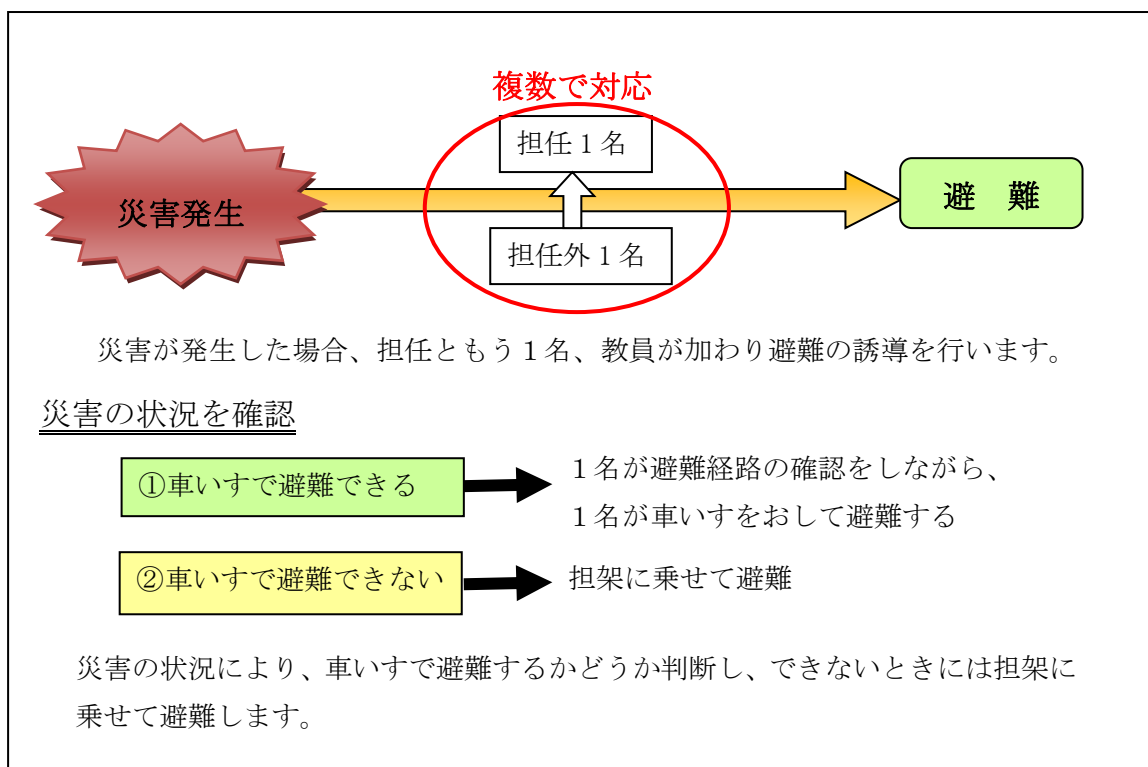 複数で対応
担任１名
災害発生
避　難
担任外１名
災害が発生した場合、担任ともう１名、教員が加わり避難の誘導を行います。
災害の状況を確認
①車いすで避難できる
１名が避難経路の確認をしながら、
１名が車いすをおして避難する
②車いすで避難できない
担架に乗せて避難
災害の状況により、車いすで避難するかどうか判断し、できないときには担架に
乗せて避難します。